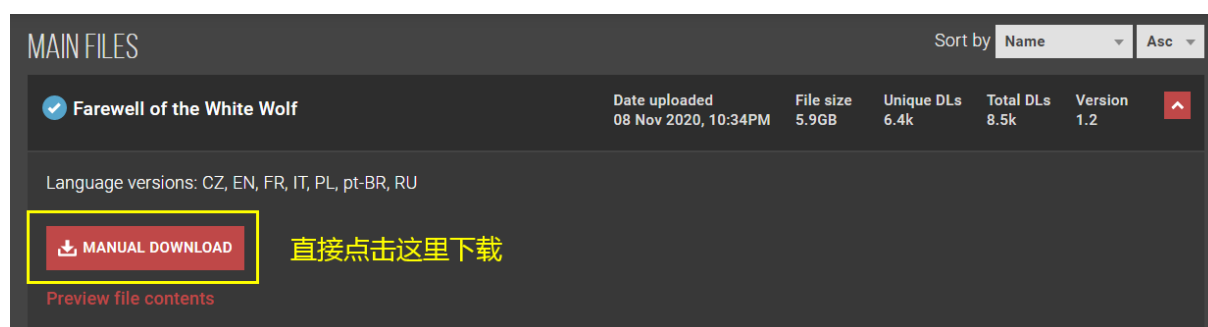 MAIN FILES
Sort by Name Asc
Farewell of the White Wolf
Date uploaded File size Unique DLs Total DLs Version
08 Nov 2020, 10:34PM 5.9GB 6.4k 8.5k 1.2
Language versions: CZ, EN, FR, IT, PL, pt-BR, RU
MANUAL DOWNLOAD 直接点击这里下载
Preview file contents